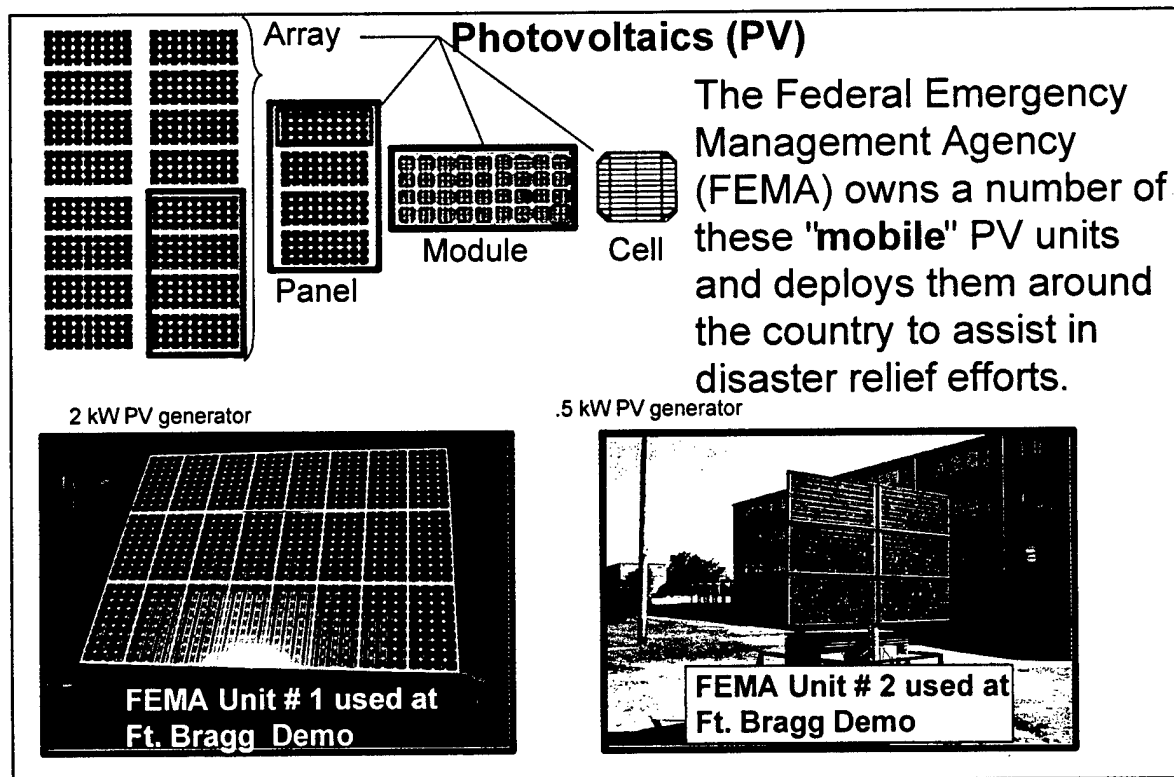 Array
Photovoltaics (PV)
The Federal Emergency
Management Agency
(FEMA) owns a number of
these "mobile" PV units
and deploys them around
the country to assist in
disaster relief efforts.
Panel
Module
Cell
2 kW PV generator
.5 kW PV generator
FEMA Unit # 1 used at
Ft. Bragg Demo
FEMA Unit # 2 used at
Ft. Bragg Demo